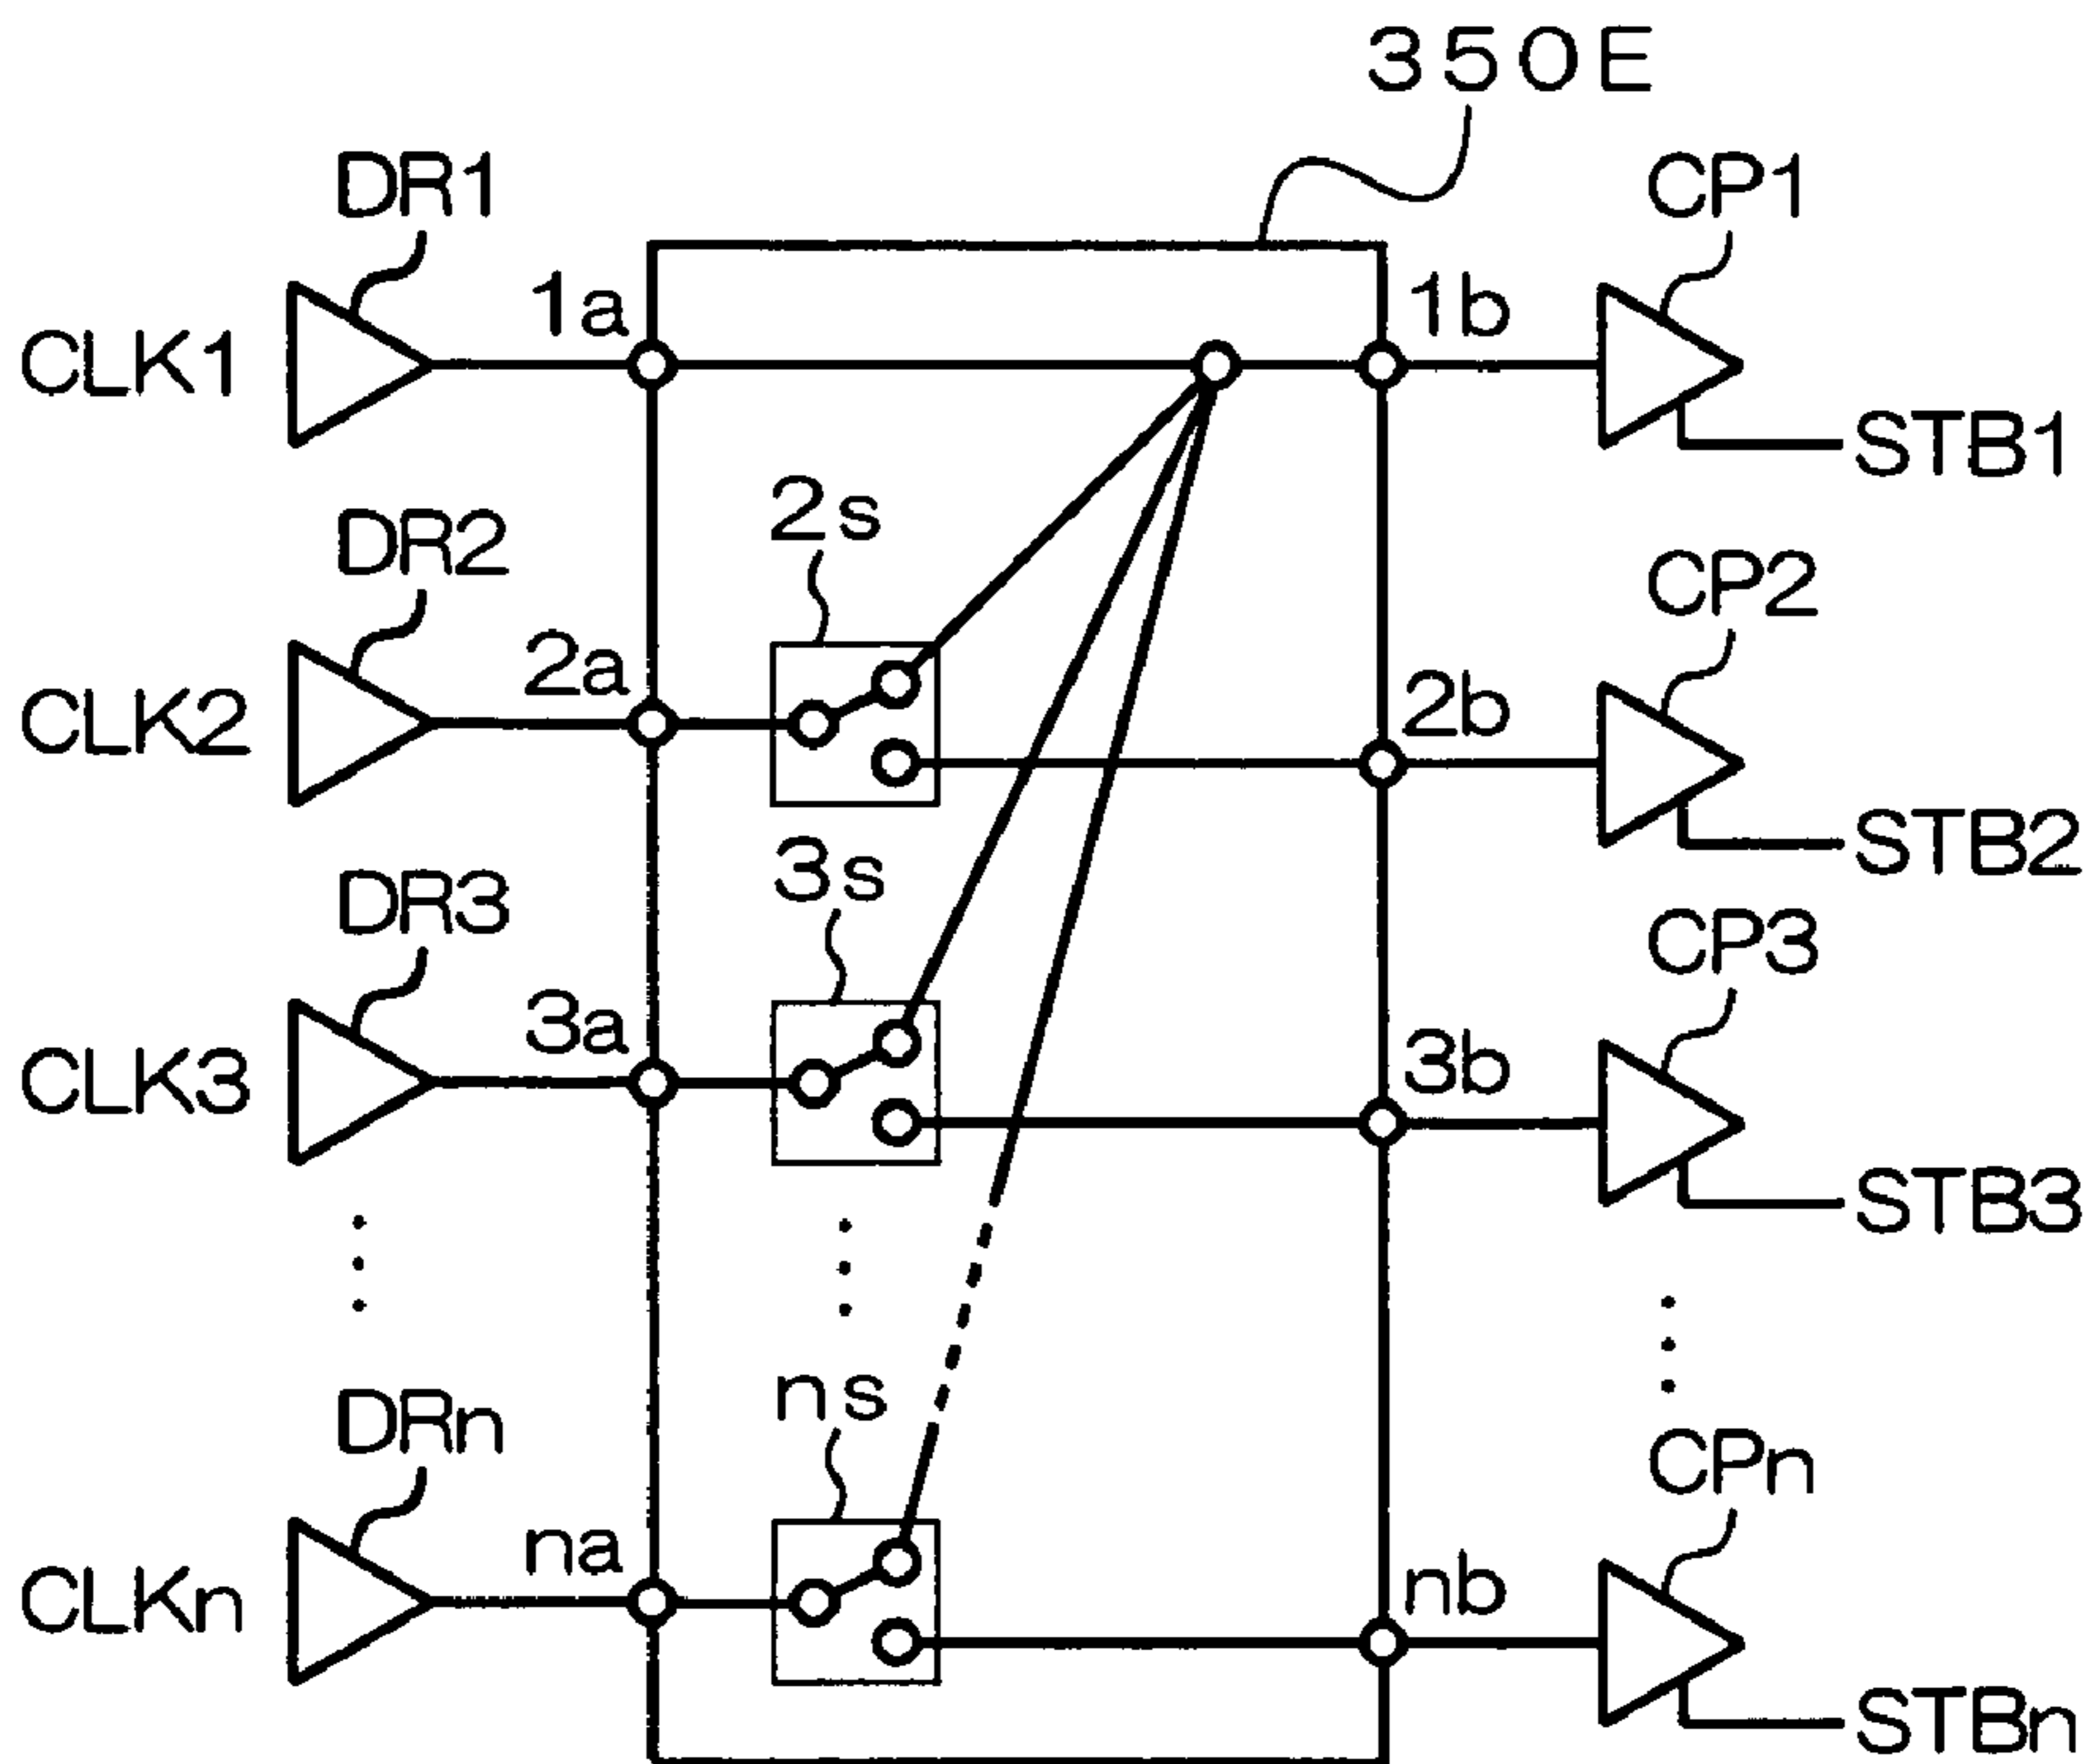 350E
DR1
CP1
1a
1b
CLK1
STB1
2s
DR2
CP2
2a
2b
CLK2
STB2
3s
DR3
CP3
3a
3b
CLK3
STB3
DRn
ns
CPn
na
nb
CLKn
STBn